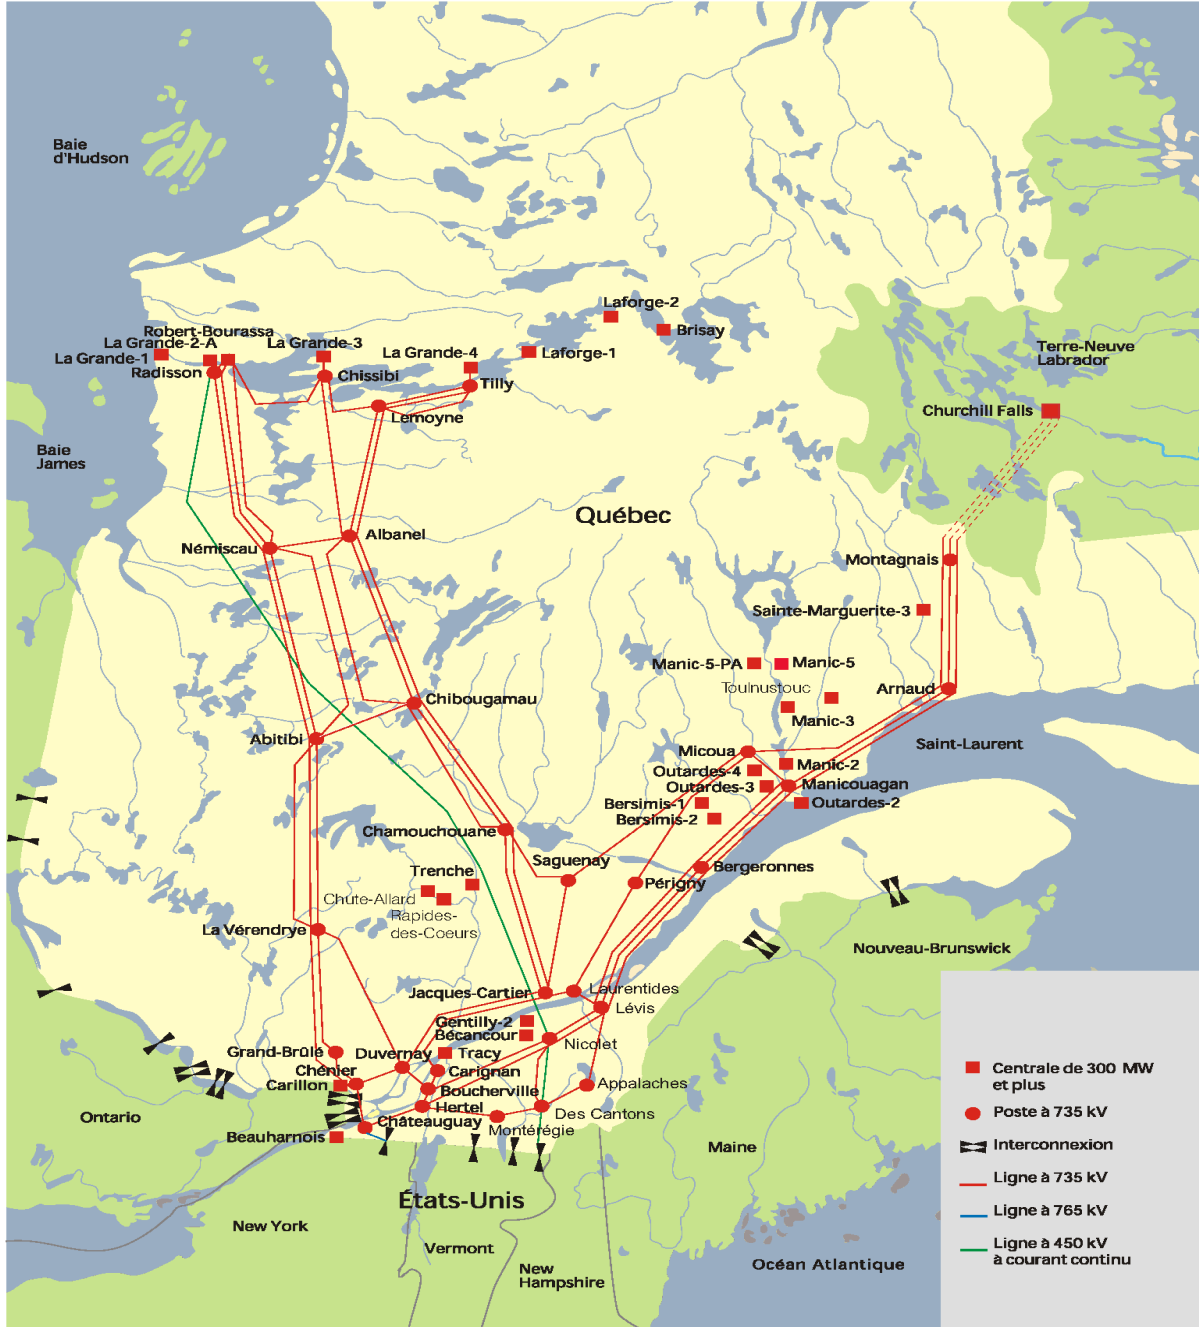 Baie
d'Hudson
Laforge-2
Brisay
Robert-Bourassa
La Grande-2-A
La Grande-1
Radisson
La Grande-3
Chissibi
La Grande-4
Laforge-1
Tilly
Lemoyne
Terre-Neuve
Labrador
Churchill Falls
Baie
James
Québec
Albanel
Némiscau
Montagnais
Sainte-Marguerite-3
Manic-5-PA
Manic-5
Toulnustouc
Arnaud
Manic-3
Chibougamau
Abitibi
Saint-Laurent
Micoua
Manic-2
Outardes-4
Outardes-3
Manicouagan
Bersimis-1
Outardes-2
Bersimis-2
Chamouchouane
Saguenay
Bergeronnes
Trenche
Périgny
Chute-Allard
Rapides-
des-Coeurs
La Vérendrye
Nouveau-Brunswick
Jacques-Cartier
Laurentides
Lévis
Gentilly-2
Bécancour
Nicolet
Grand-Brûlé
Duvernay
Tracy
Chénier
Carignan
Carillon
Boucherville
Appalaches
Hertel
Des Cantons
Châteauguay
Montérégie
Ontario
Beauharnois
Maine
États-Unis
New York
Vermont
New
Hampshire
Océan Atlantique
Centrale de 300 MW
et plus
Poste à 735 kV
Interconnexion
Ligne à 735 kV
Ligne à 765 kV
Ligne à 450 kV
à courant continu